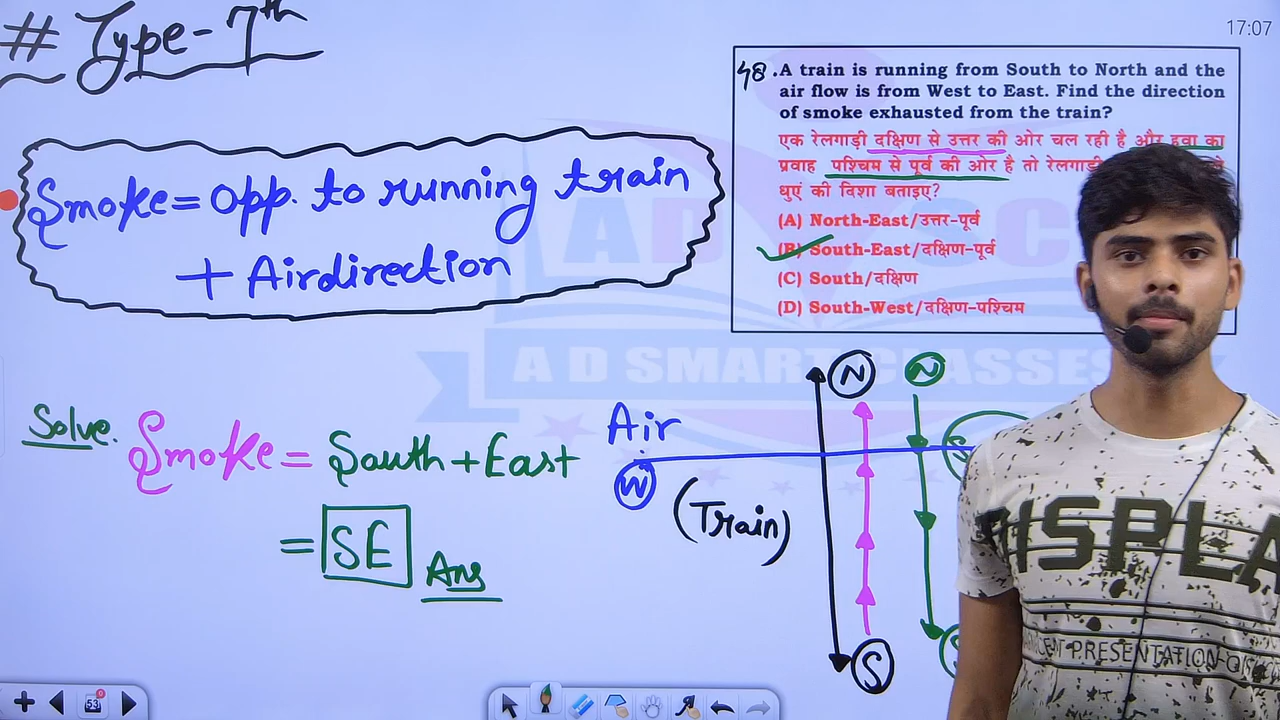 # Type-7th
17:07
48. A train is running from South to North and the
air flow is from West to East. Find the direction
of smoke exhausted from the train?
एक रेलगाड़ी दक्षिण से उत्तर की ओर चल रही है और हवा का
प्रवाह पश्चिम से पूर्व की ओर है तो रेलगाड़ी
धुएं की दिशा बताइए?
(A) North-East/उत्तर-पूर्व
(B) South-East/दक्षिण-पूर्व
(C) South/दक्षिण
(D) South-West/दक्षिण-पश्चिम
Smoke = opp. to running train
+ Airdirection
A D SMART CLASSES
Solve. Smoke = South + East
= SE Ans
Air
W
(Train)
N
N
S
S
DISPLA
PRESENTATION
53